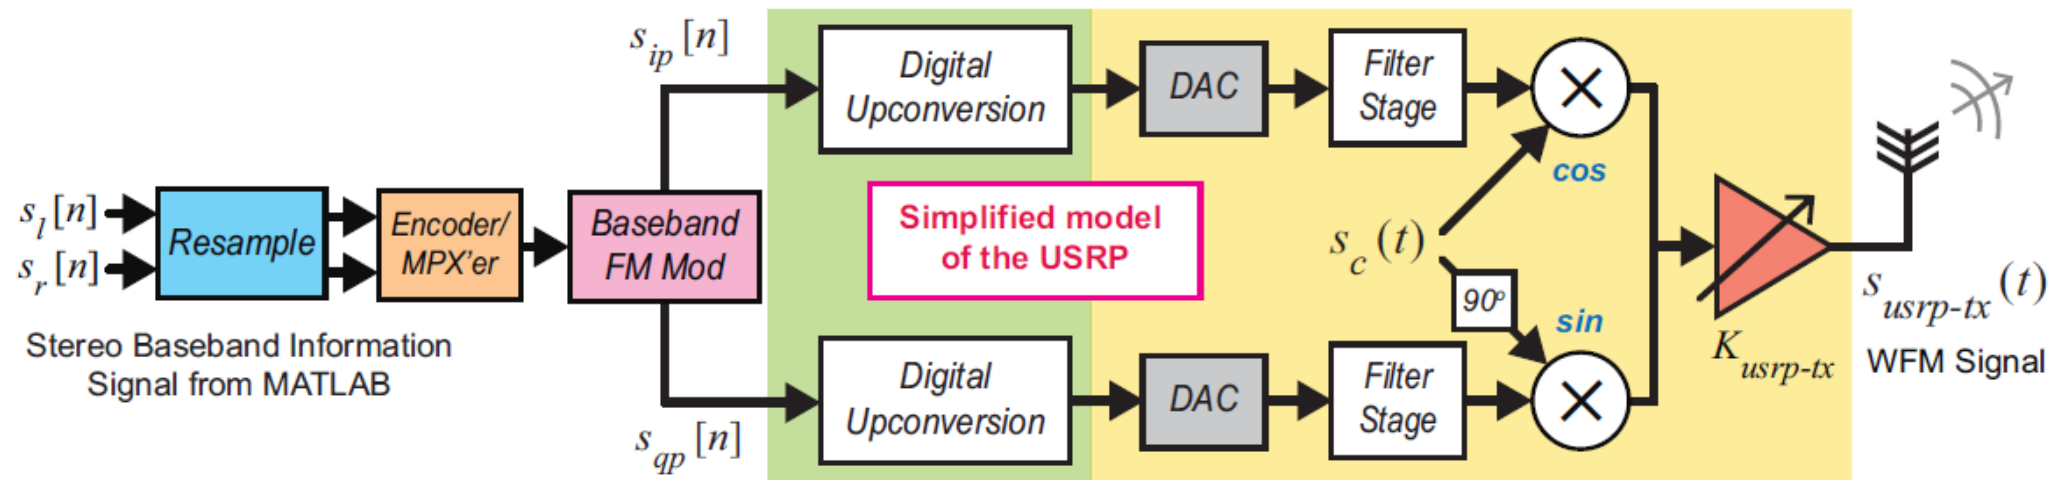 s_l[n]
s_r[n]
Stereo Baseband Information
Signal from MATLAB
Resample
Encoder/
MPX'er
Baseband
FM Mod
s_ip[n]
s_qp[n]
Digital
Upconversion
DAC
Filter
Stage
×
cos
Simplified model
of the USRP
s_c(t)
90°
sin
Digital
Upconversion
DAC
Filter
Stage
×
K_usrp-tx
s_usrp-tx(t)
WFM Signal